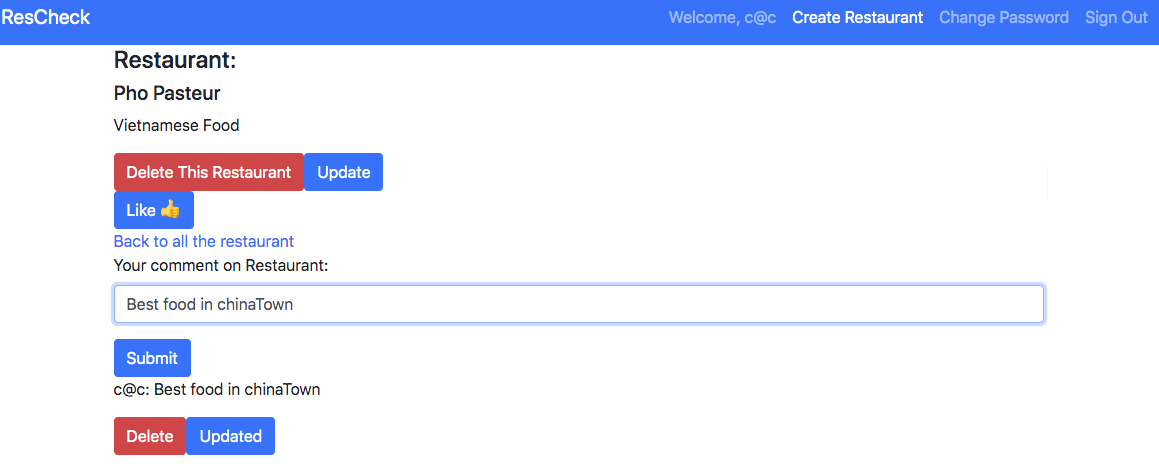 ResCheck Welcome, c@c Create Restaurant Change Password Sign Out
Restaurant:
Pho Pasteur
Vietnamese Food
Delete This Restaurant Update
Like 👍
Back to all the restaurant
Your comment on Restaurant:
Best food in chinaTown
Submit
c@c: Best food in chinaTown
Delete Updated